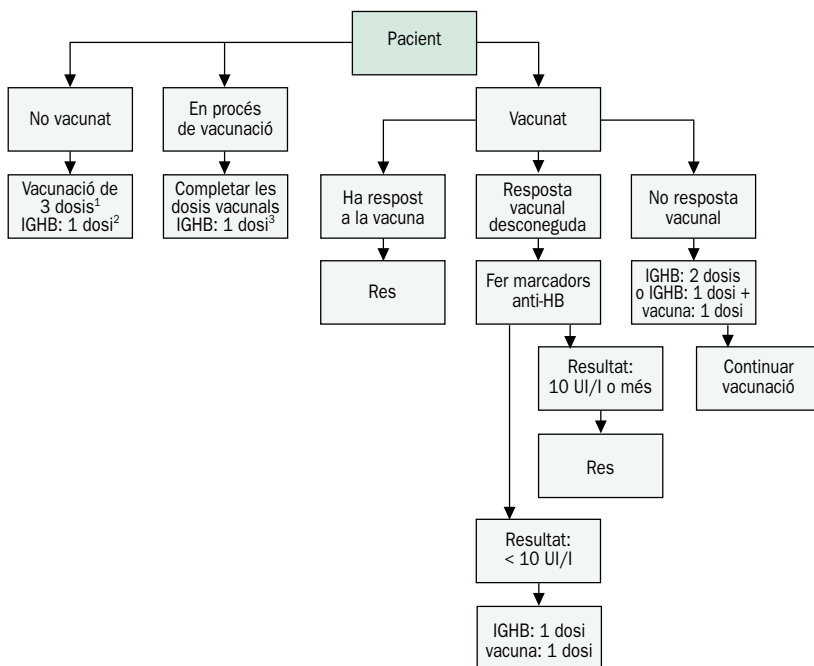 Pacient
No vacunat
En procés
de vacunació
Vacunat
Vacunació de
3 dosis¹
IGHB: 1 dosi²
Completar les
dosis vacunals
IGHB: 1 dosi³
Ha respost
a la vacuna
Resposta
vacunal
desconeguda
No resposta
vacunal
Res
Fer marcadors
anti-HB
IGHB: 2 dosis
o IGHB: 1 dosi +
vacuna: 1 dosi
Resultat:
10 UI/l o més
Continuar
vacunació
Res
Resultat:
< 10 UI/l
IGHB: 1 dosi
vacuna: 1 dosi